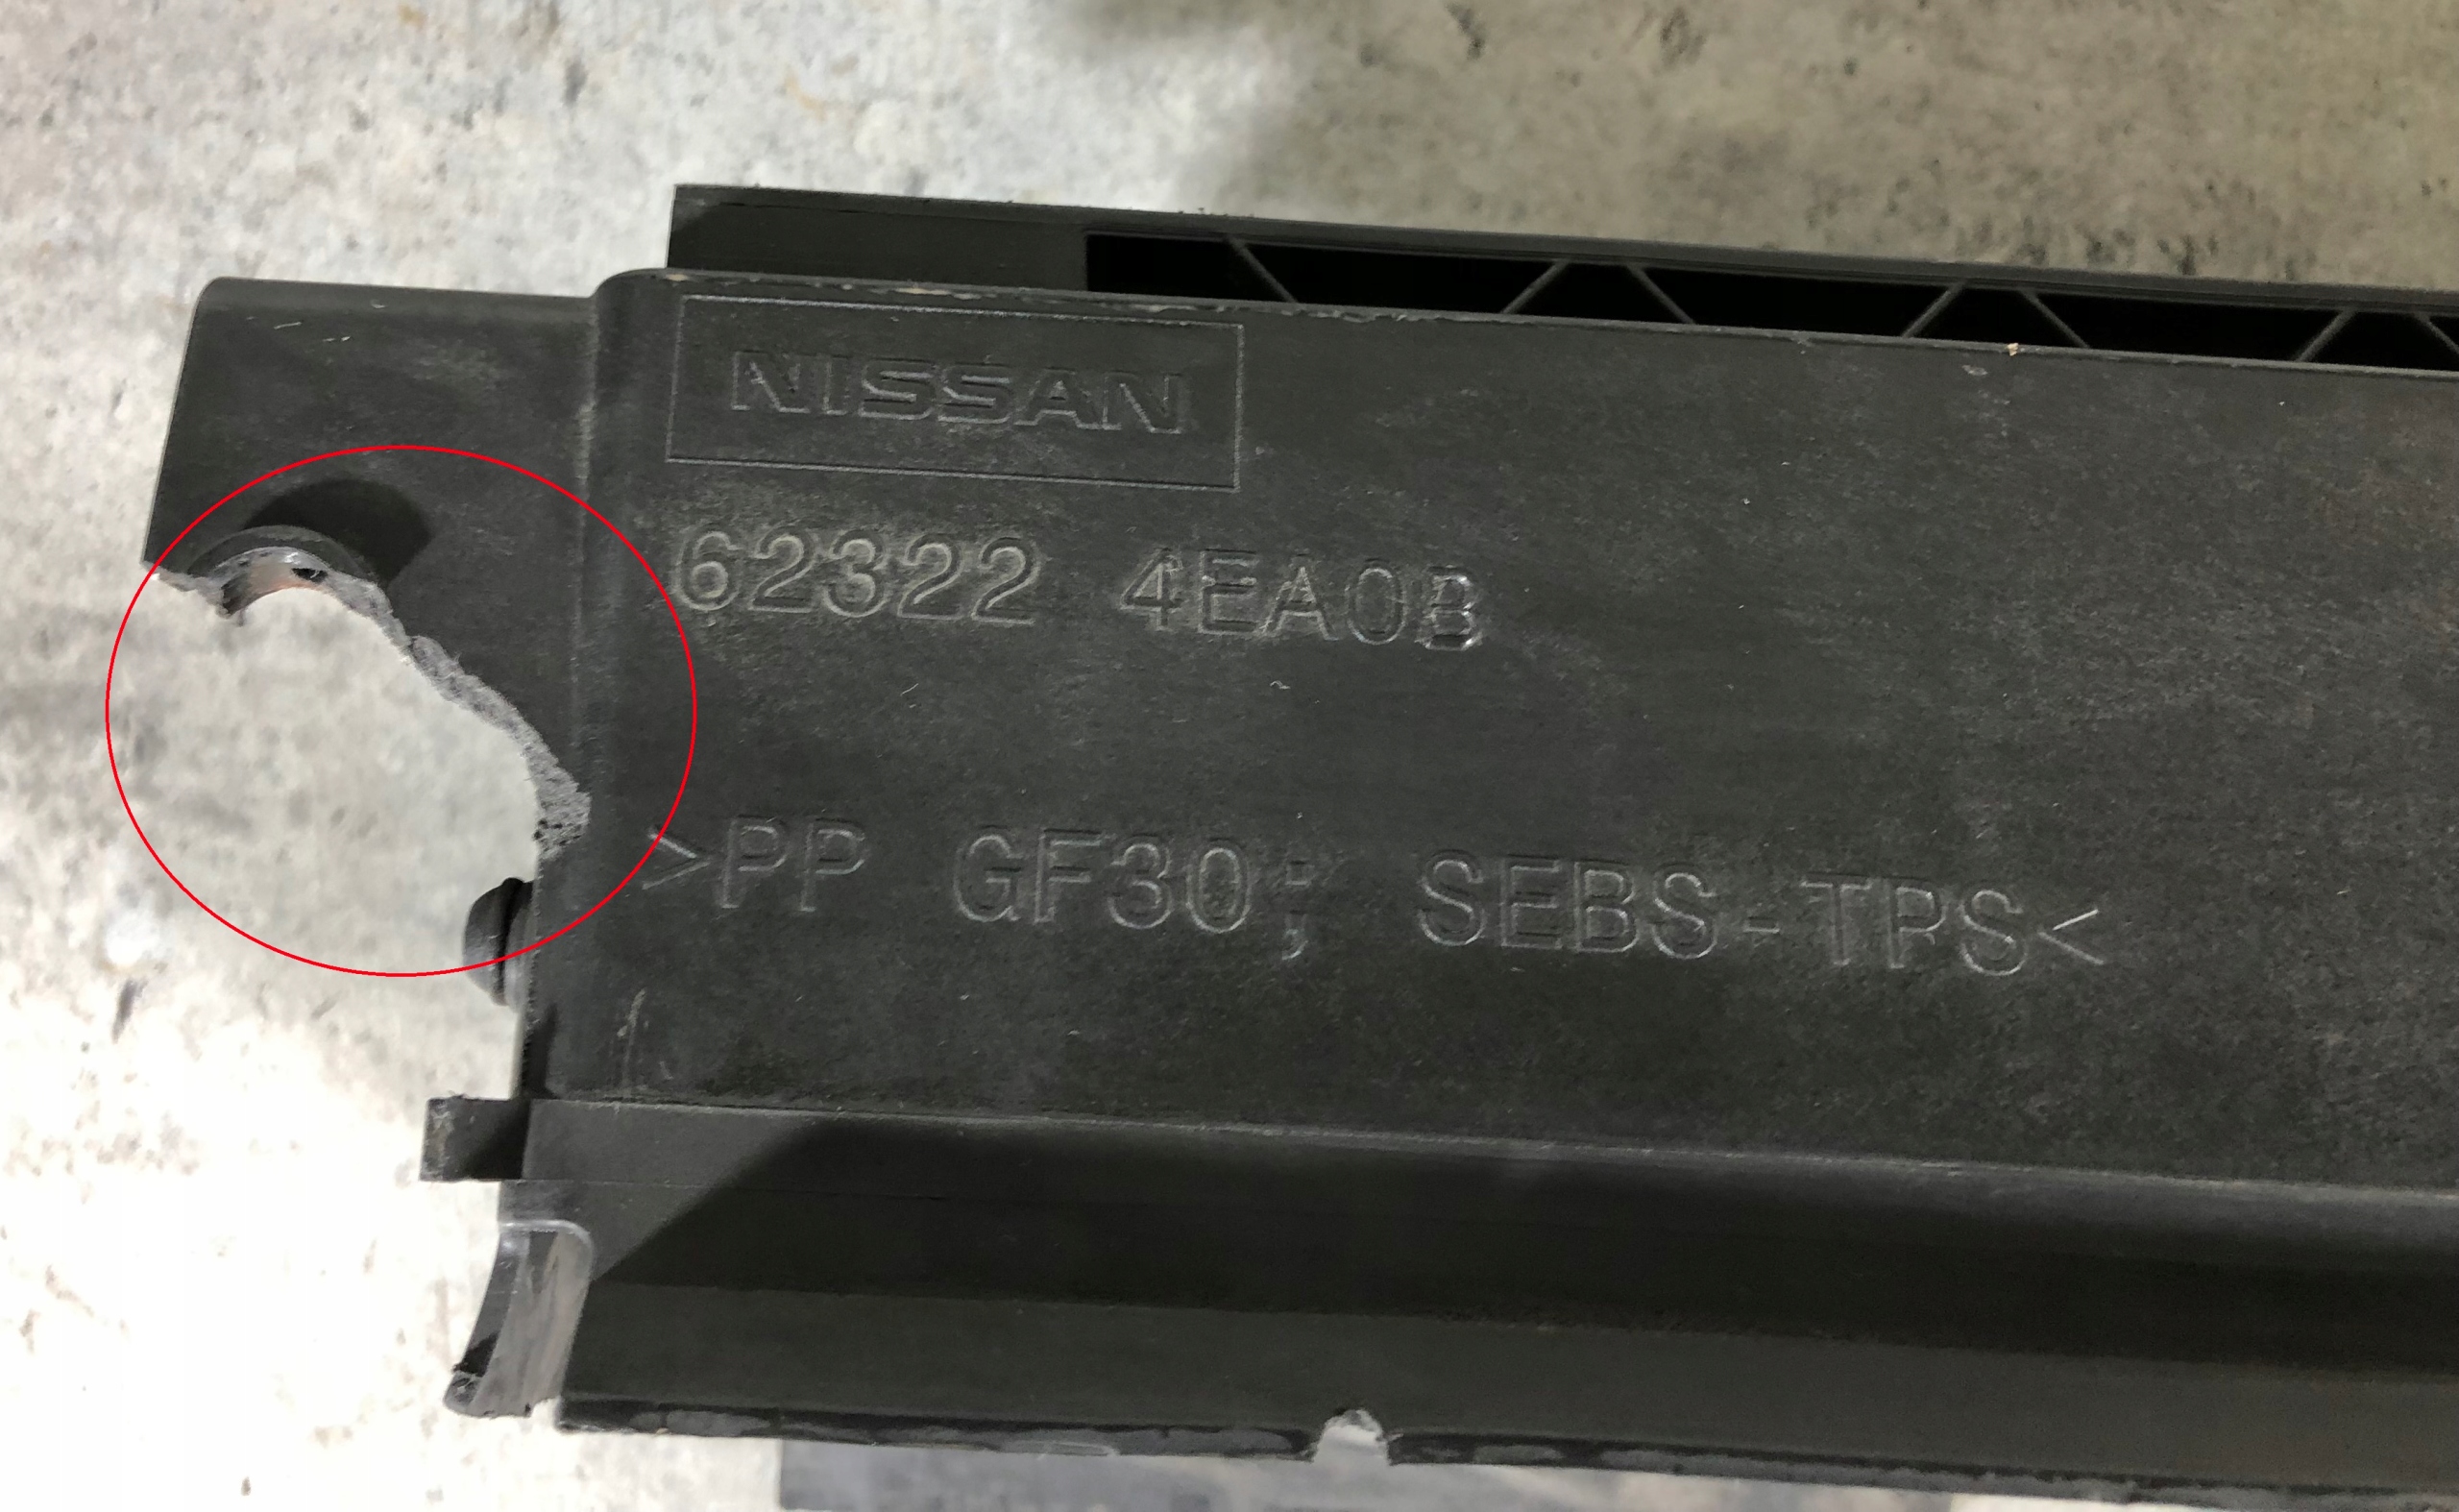 NISSAN
62322 4EA0B
>PP GF30; SEBS-TPS<